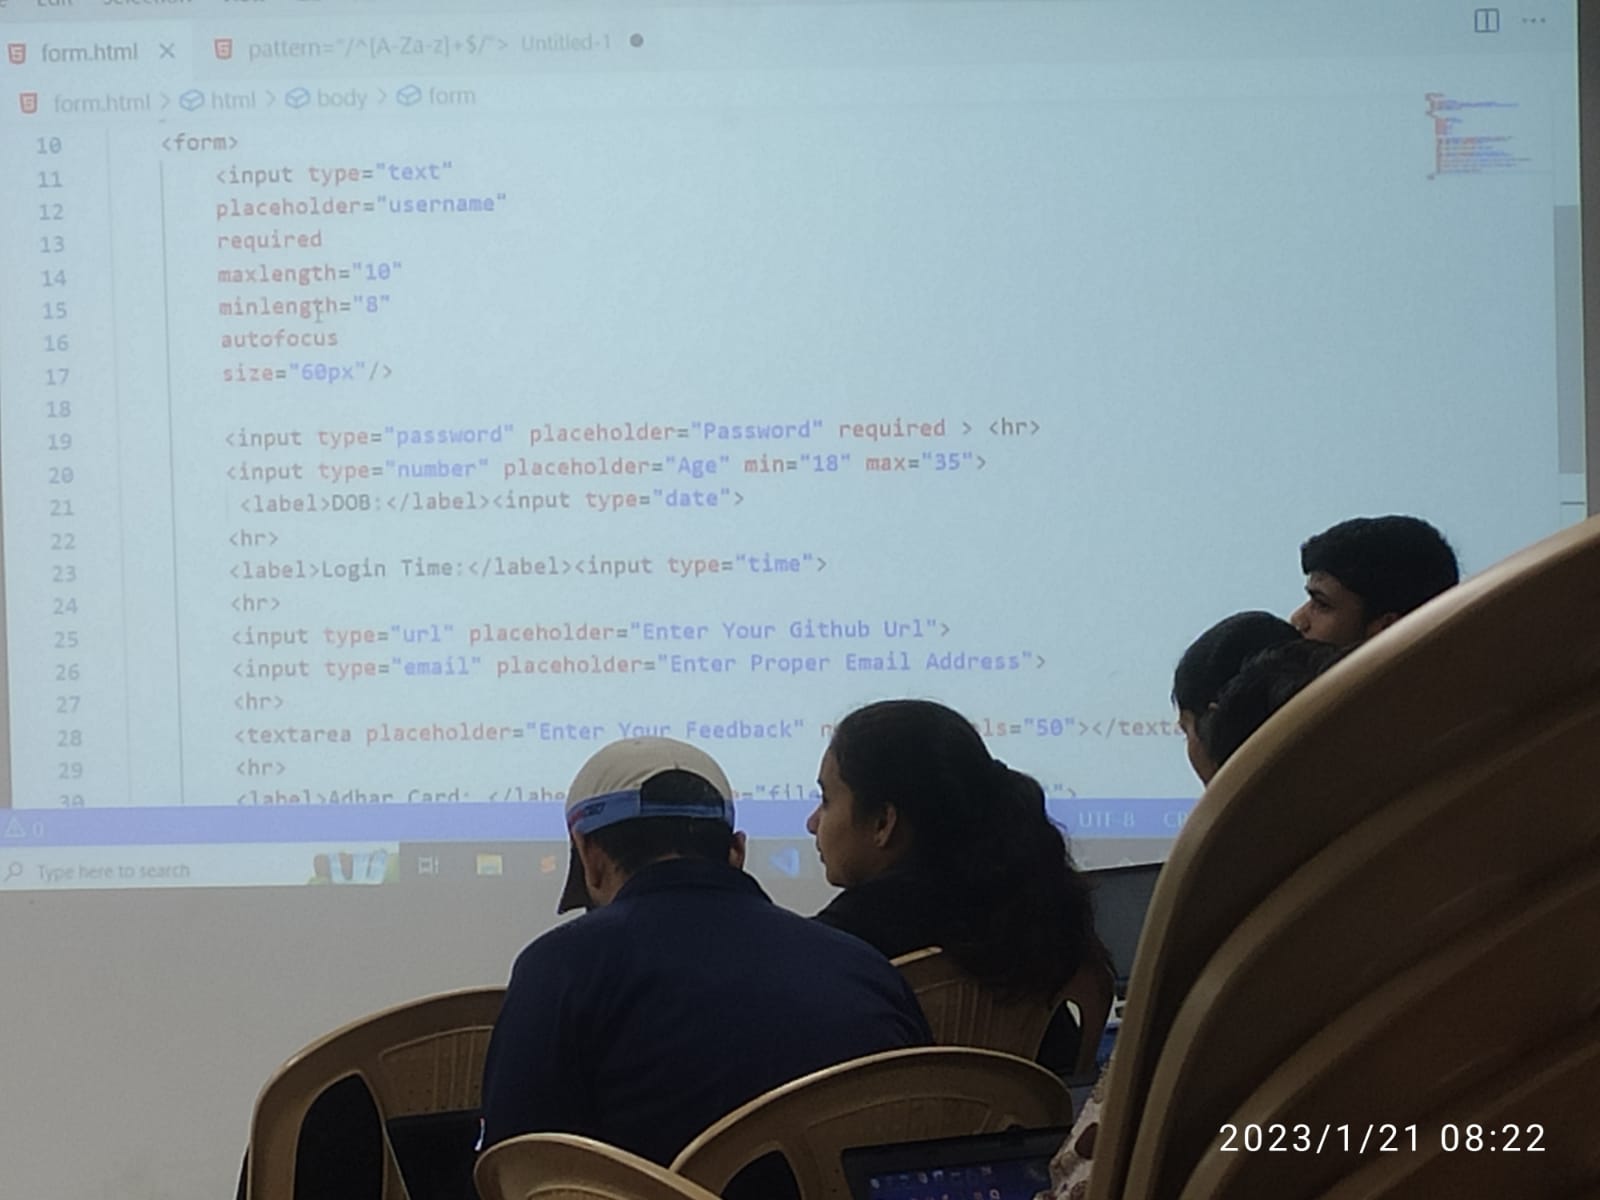 form.html × pattern="/^[A-Za-z]+$/"> Untitled-1 ●
form.html > html > body > form
10 <form>
11 <input type="text"
12 placeholder="username"
13 required
14 maxlength="10"
15 minlength="8"
16 autofocus
17 size="60px"/>
18
19 <input type="password" placeholder="Password" required > <hr>
20 <input type="number" placeholder="Age" min="18" max="35">
21 <label>DOB:</label><input type="date">
22 <hr>
23 <label>Login Time:</label><input type="time">
24 <hr>
25 <input type="url" placeholder="Enter Your Github Url">
26 <input type="email" placeholder="Enter Proper Email Address">
27 <hr>
28 <textarea placeholder="Enter Your Feedback" ls="50"></texta
29 <hr>
30 <label>Adhar Card: </labe ="fil ">
0 UTF-8
Type here to search
2023/1/21 08:22